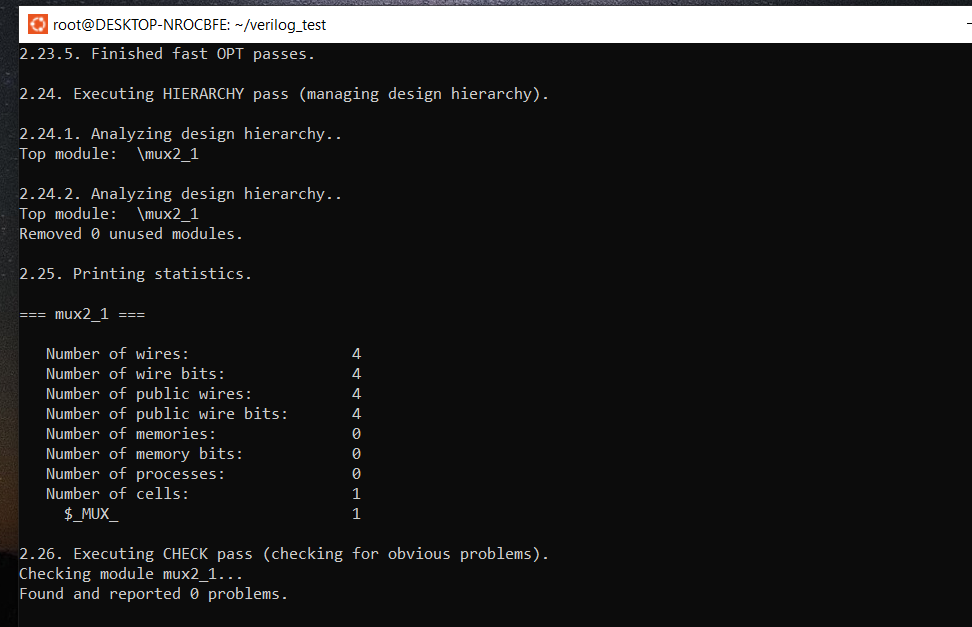 root@DESKTOP-NROCBFE: ~/verilog_test
2.23.5. Finished fast OPT passes.
2.24. Executing HIERARCHY pass (managing design hierarchy).
2.24.1. Analyzing design hierarchy..
Top module:  \mux2_1
2.24.2. Analyzing design hierarchy..
Top module:  \mux2_1
Removed 0 unused modules.
2.25. Printing statistics.
=== mux2_1 ===
Number of wires: 4
Number of wire bits: 4
Number of public wires: 4
Number of public wire bits: 4
Number of memories: 0
Number of memory bits: 0
Number of processes: 0
Number of cells: 1
$_MUX_ 1
2.26. Executing CHECK pass (checking for obvious problems).
Checking module mux2_1...
Found and reported 0 problems.